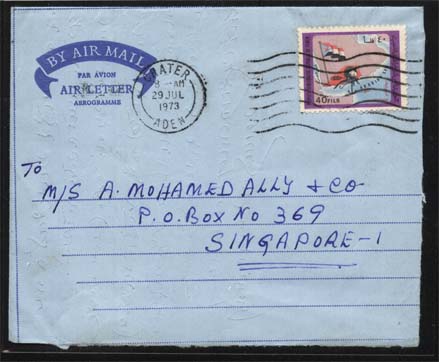 BY AIR MAIL
PAR AVION
AIR LETTER
AEROGRAMME
CRATER
29 JUL
1973
ADEN
40 FILS
To
M/S A. MOHAMED ALLY & CO
P.O. BOX NO 369
SINGAPORE-1